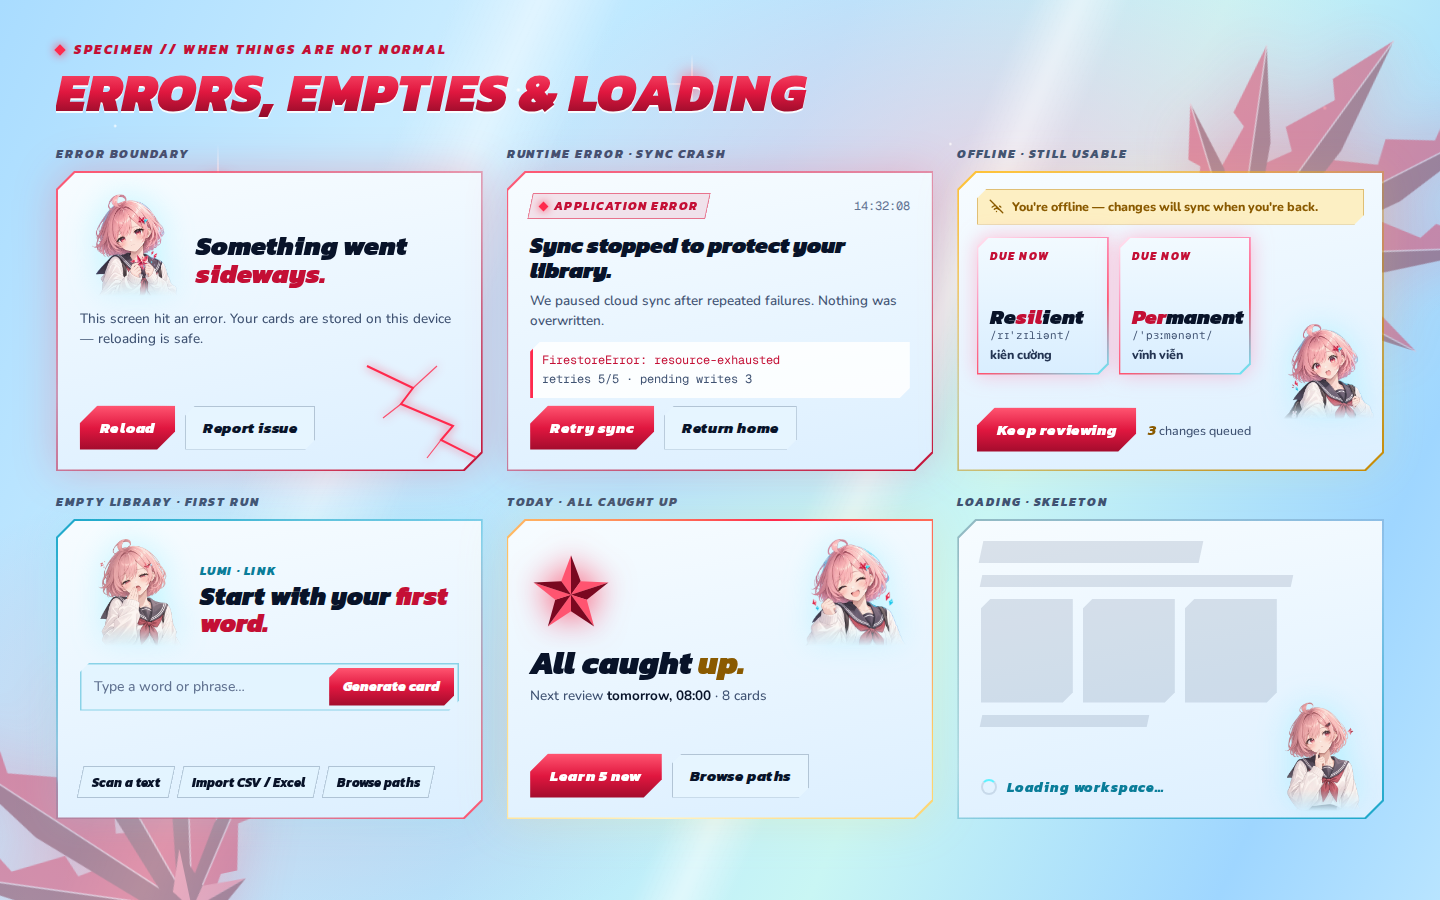 SPECIMEN // WHEN THINGS ARE NOT NORMAL
ERRORS, EMPTIES & LOADING
ERROR BOUNDARY
Something went
sideways.
This screen hit an error. Your cards are stored on this device
— reloading is safe.
Reload
Report issue
RUNTIME ERROR · SYNC CRASH
APPLICATION ERROR
14:32:08
Sync stopped to protect your
library.
We paused cloud sync after repeated failures. Nothing was
overwritten.
FirestoreError: resource-exhausted
retries 5/5 · pending writes 3
Retry sync
Return home
OFFLINE · STILL USABLE
You're offline — changes will sync when you're back.
DUE NOW
Resilient
/rɪˈzɪliənt/
kiên cường
DUE NOW
Permanent
/ˈpɜːmənənt/
vĩnh viễn
Keep reviewing
3 changes queued
EMPTY LIBRARY · FIRST RUN
LUMI · LINK
Start with your first
word.
Type a word or phrase…
Generate card
Scan a text
Import CSV / Excel
Browse paths
TODAY · ALL CAUGHT UP
All caught up.
Next review tomorrow, 08:00 · 8 cards
Learn 5 new
Browse paths
LOADING · SKELETON
Loading workspace…